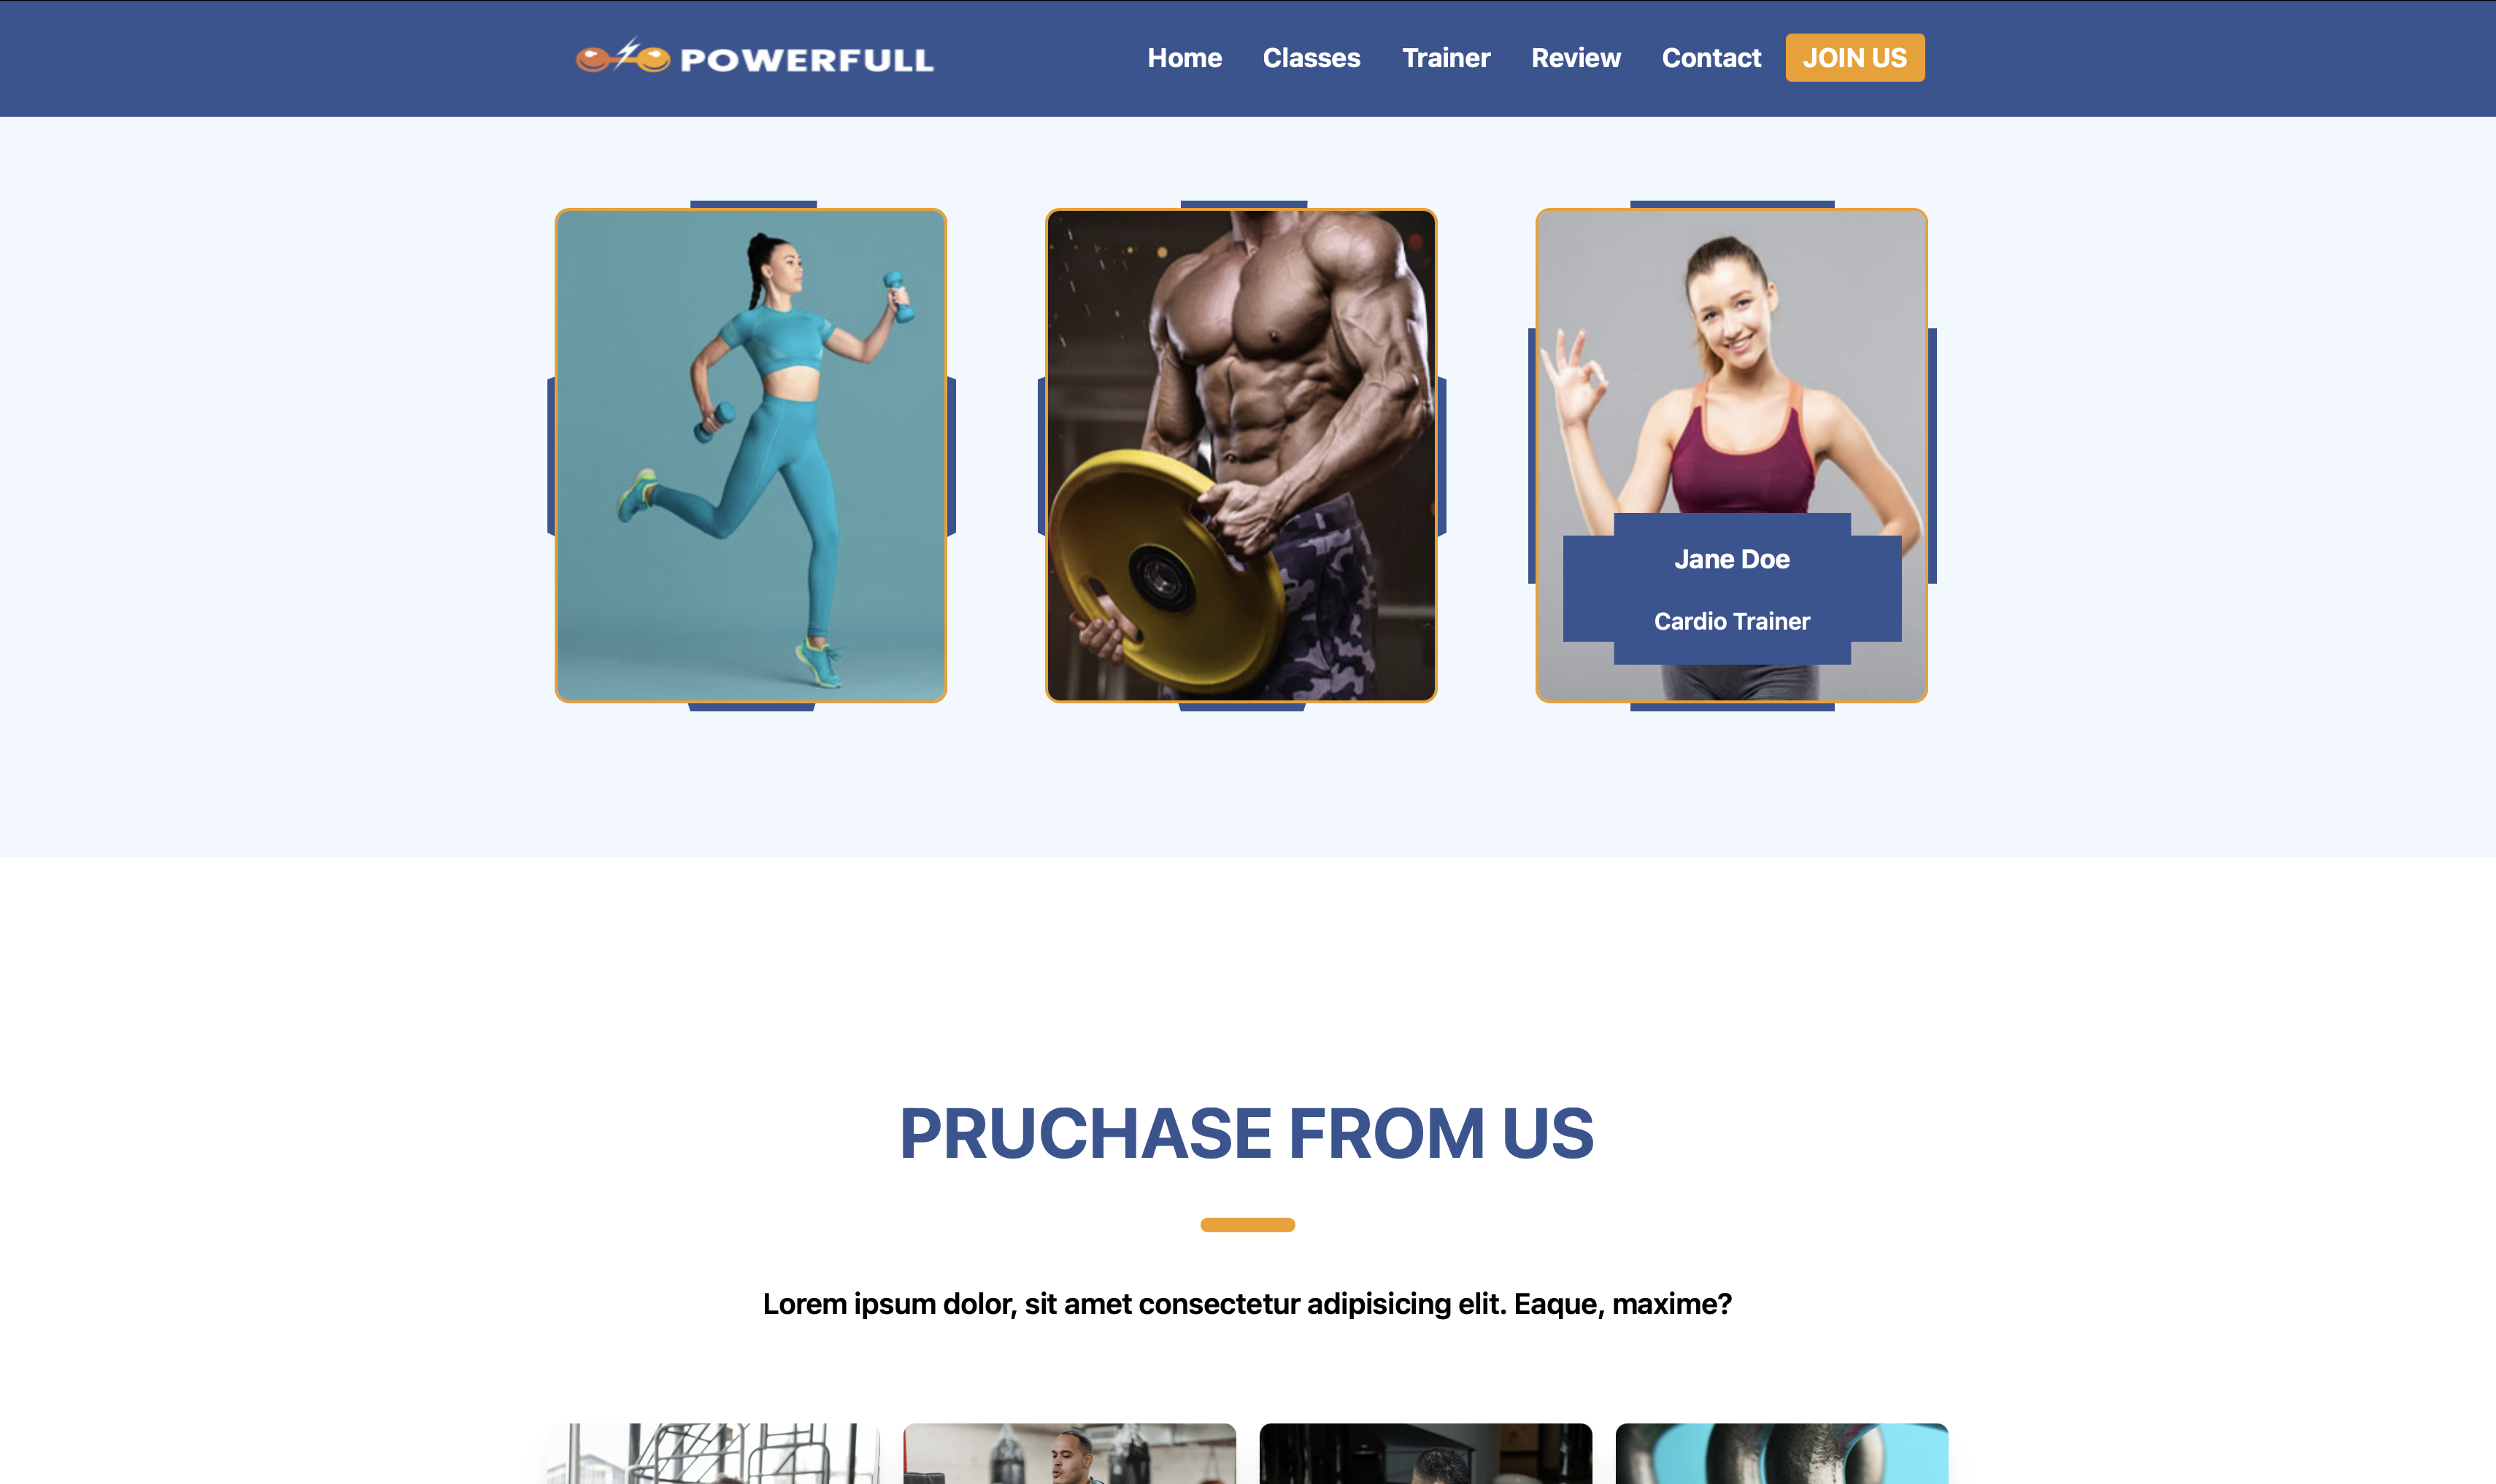 POWERFULL
Home Classes Trainer Review Contact JOIN US
Jane Doe
Cardio Trainer
PRUCHASE FROM US
Lorem ipsum dolor, sit amet consectetur adipisicing elit. Eaque, maxime?